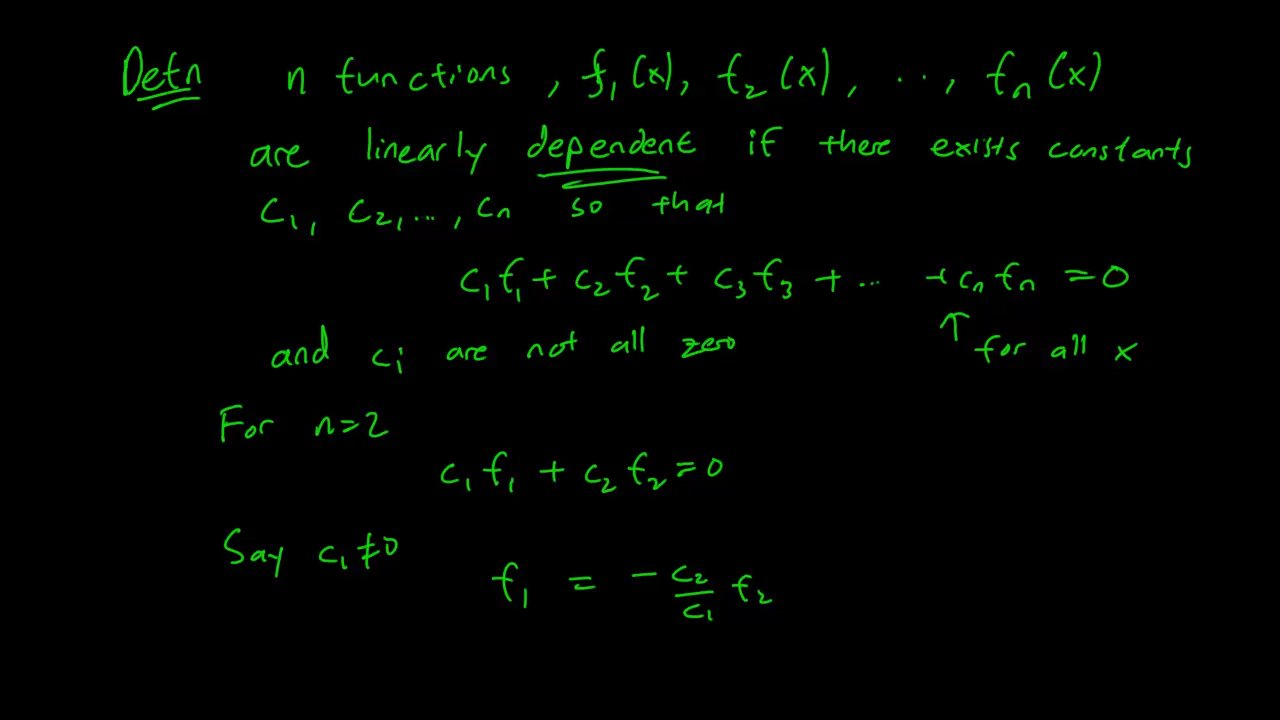 Defn n functions, f₁(x), f₂(x), ..., fₙ(x)
are linearly dependent if there exists constants
c₁, c₂, ..., cₙ so that
c₁f₁ + c₂f₂ + c₃f₃ + ... + cₙfₙ = 0
and cᵢ are not all zero
↑ for all x
For n=2
c₁f₁ + c₂f₂ = 0
Say c₁≠0
f₁ = - c₂/c₁ f₂